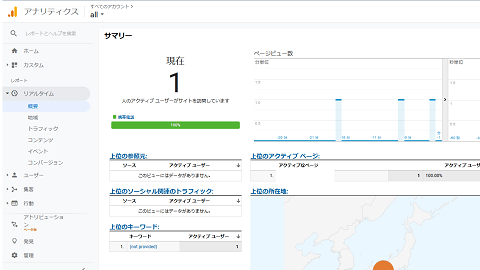 アナリティクス
すべてのアカウント >
all
レポートとヘルプを検索
ホーム
カスタム
レポート
リアルタイム
概要
地域
トラフィック
コンテンツ
イベント
コンバージョン
ユーザー
集客
行動
アトリビューション
ベータ版
発見
管理
サマリー
現在
1
人のアクティブ ユーザーがサイトを訪問しています
携帯電話
100%
ページビュー数
分単位
秒単位
上位の参照元:
ソース アクティブ ユーザー
このビューにはデータがありません。
上位のソーシャル関連のトラフィック:
ソース アクティブ ユーザー
このビューにはデータがありません。
上位のキーワード:
キーワード アクティブ ユーザー
1. (not provided) 1
上位のアクティブ ページ:
アクティブなページ アクティブ ユーザー
1. 1 100.00%
上位の所在地: